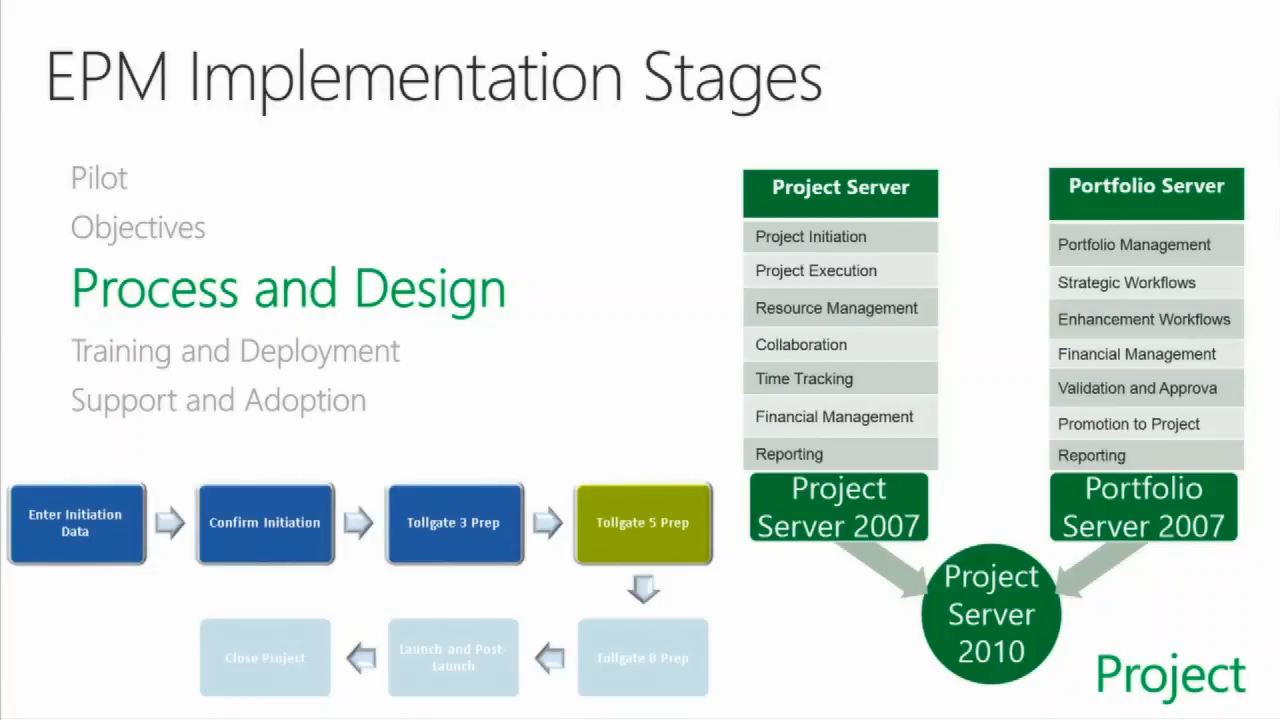 EPM Implementation Stages
Pilot
Objectives
Process and Design
Training and Deployment
Support and Adoption
Project Server
Project Initiation
Project Execution
Resource Management
Collaboration
Time Tracking
Financial Management
Reporting
Project
Server 2007
Portfolio Server
Portfolio Management
Strategic Workflows
Enhancement Workflows
Financial Management
Validation and Approva
Promotion to Project
Reporting
Portfolio
Server 2007
Project
Server
2010
Enter Initiation
Data
Confirm Initiation
Tollgate 3 Prep
Tollgate 5 Prep
Tollgate 8 Prep
Launch and Post-
Launch
Close Project
Project